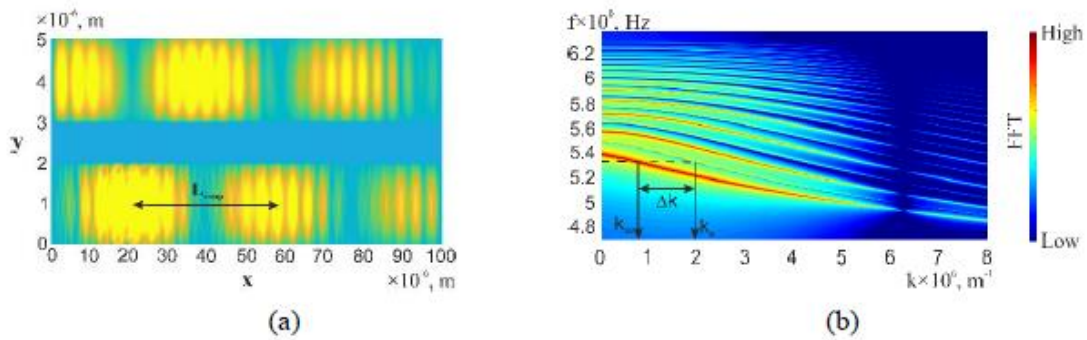 ×10⁻⁶, m
5
4
3
2
1
0
y
0 10 20 30 40 50 60 70 80 90 100
x
×10⁻⁶, m
(a)
f×10⁹, Hz
6.2
6
5.8
5.6
5.4
5.2
5
4.8
Δk
0 1 2 3 4 5 6 7 8
k×10⁶, m⁻¹
High
FFT
Low
(b)